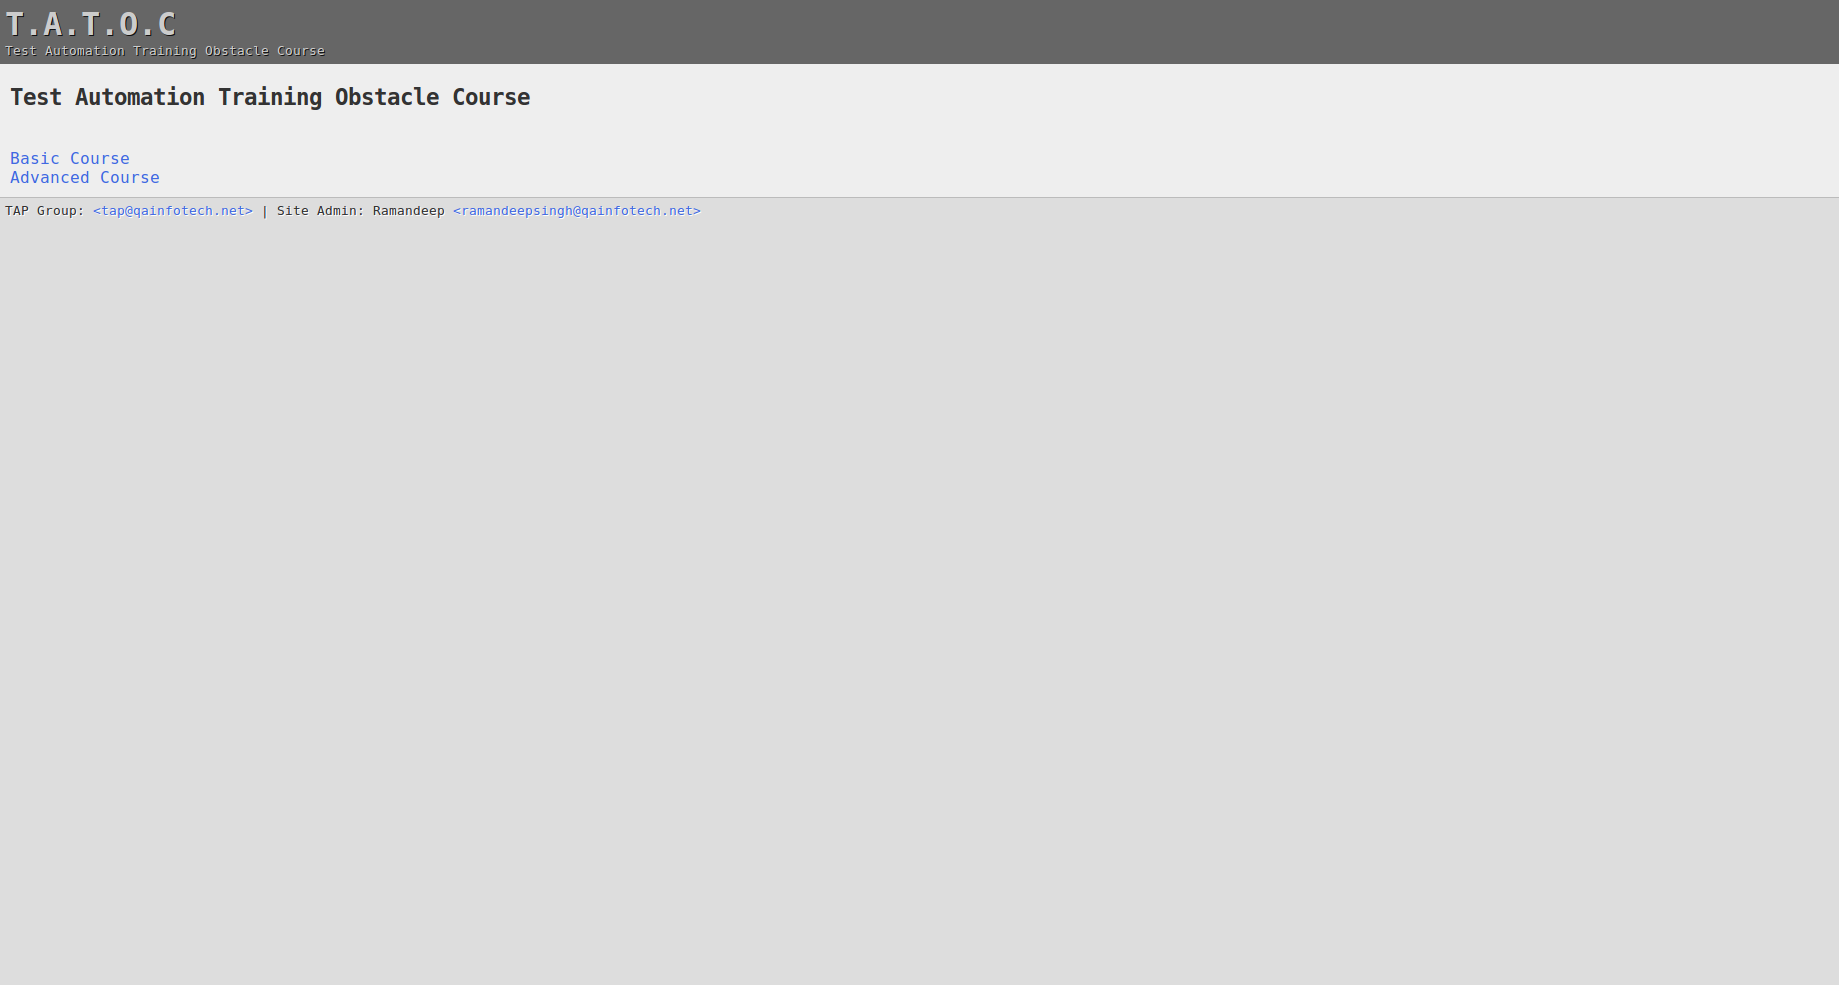 T.A.T.O.C
Test Automation Training Obstacle Course
Test Automation Training Obstacle Course
Basic Course
Advanced Course
TAP Group: <tap@qainfotech.net> | Site Admin: Ramandeep <ramandeepsingh@qainfotech.net>